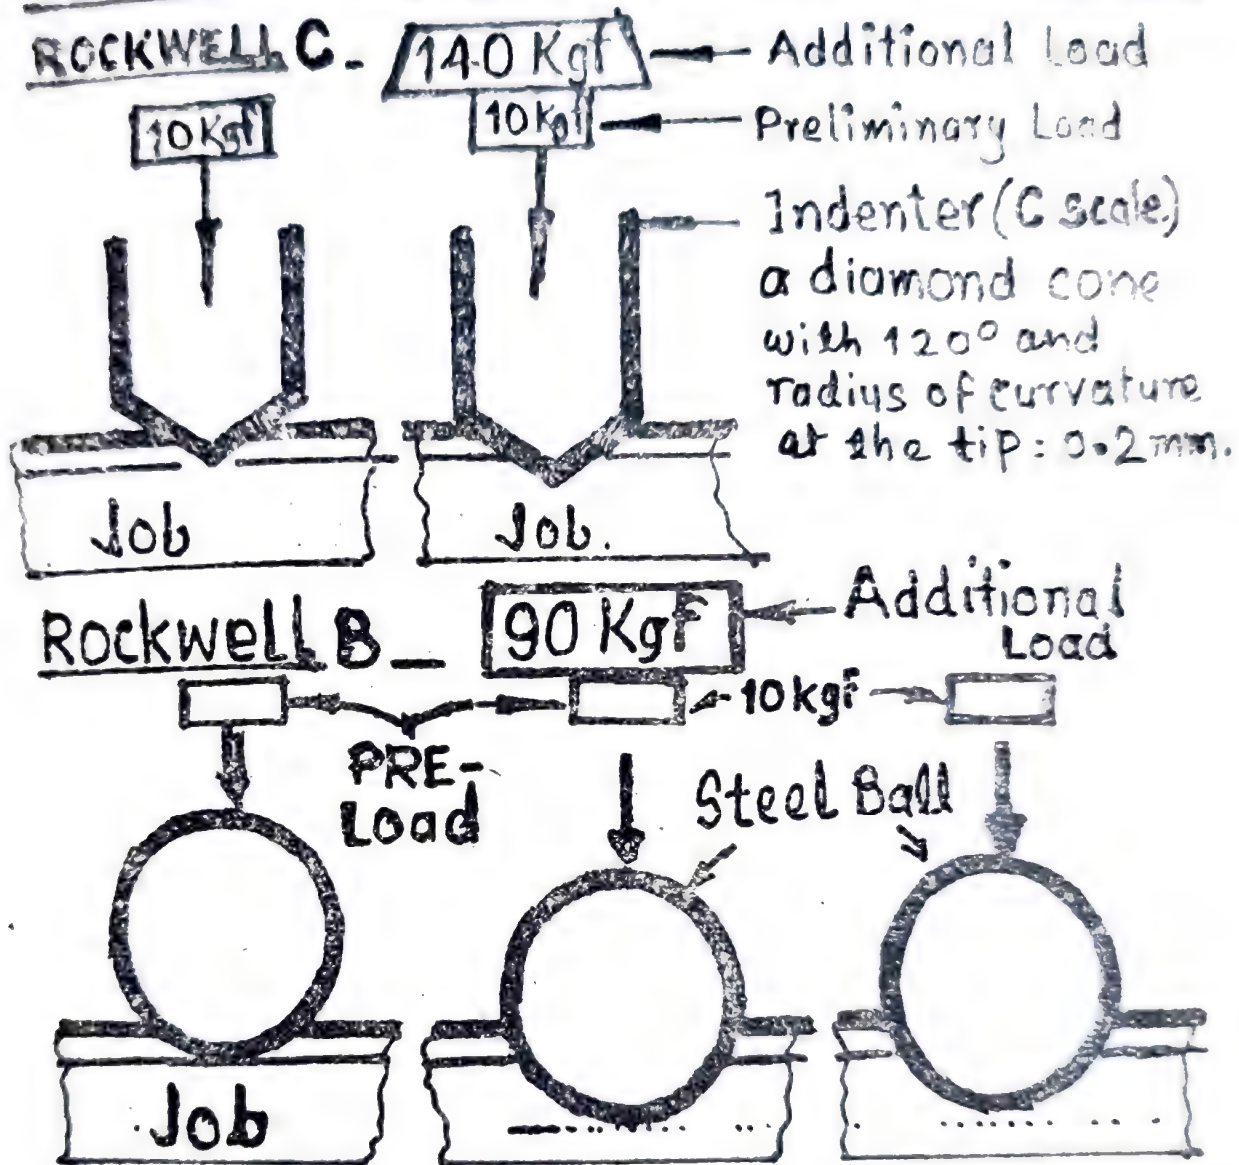 ROCKWELL C-
140 Kgf
Additional Load
10 Kgf
10 Kgf
Preliminary Load
Indenter (C scale)
a diamond cone
with 120° and
radius of curvature
at the tip: 0.2mm.
Job
Job.
Rockwell B-
90 Kgf
Additional
Load
10 kgf
PRE-
Load
Steel Ball
Job